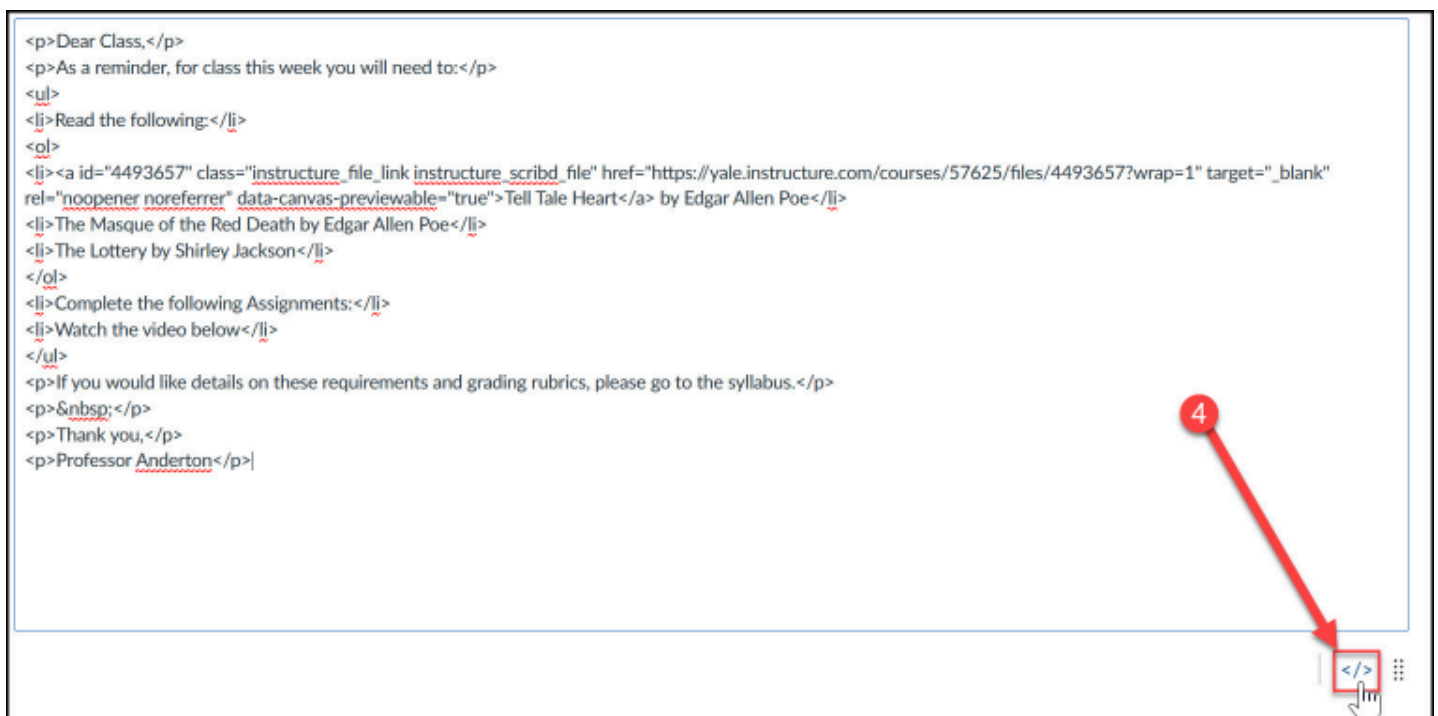 <p>Dear Class,</p>
<p>As a reminder, for class this week you will need to:</p>
<ul>
<li>Read the following:</li>
<ol>
<li><a id="4493657" class="instructure_file_link instructure_scribd_file" href="https://yale.instructure.com/courses/57625/files/4493657?wrap=1" target="_blank"
rel="noopener noreferrer" data-canvas-previewable="true">Tell Tale Heart</a> by Edgar Allen Poe</li>
<li>The Masque of the Red Death by Edgar Allen Poe</li>
<li>The Lottery by Shirley Jackson</li>
</ol>
<li>Complete the following Assignments:</li>
<li>Watch the video below</li>
</ul>
<p>If you would like details on these requirements and grading rubrics, please go to the syllabus.</p>
<p>&nbsp;</p>
<p>Thank you,</p>
<p>Professor Anderton</p>
4
</>